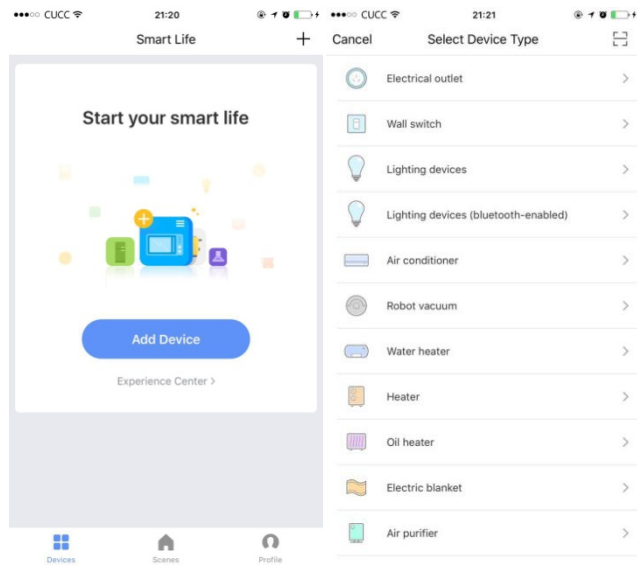 CUCC 21:20
Smart Life +
Start your smart life
Add Device
Experience Center >
Devices Scenes Profile
CUCC 21:21
Cancel Select Device Type
Electrical outlet
Wall switch
Lighting devices
Lighting devices (bluetooth-enabled)
Air conditioner
Robot vacuum
Water heater
Heater
Oil heater
Electric blanket
Air purifier